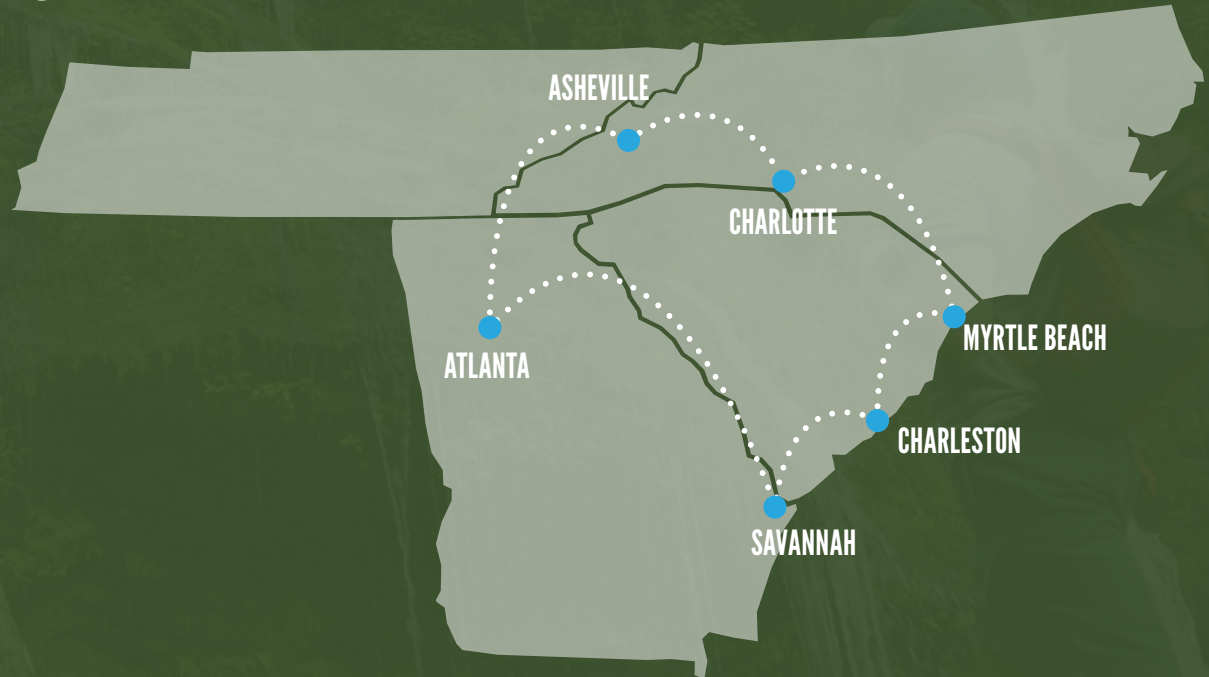 ASHEVILLE
CHARLOTTE
MYRTLE BEACH
ATLANTA
CHARLESTON
SAVANNAH